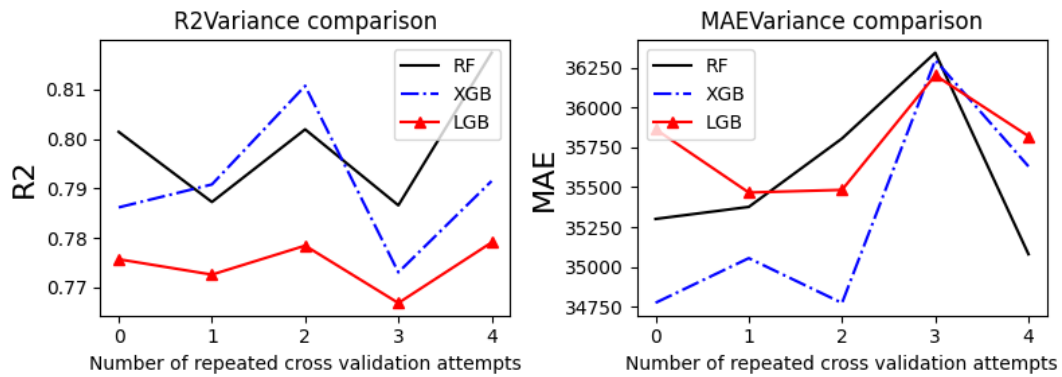 R2Variance comparison
R2
0.81
0.80
0.79
0.78
0.77
RF
XGB
LGB
0 1 2 3 4
Number of repeated cross validation attempts
MAEVariance comparison
MAE
36250
36000
35750
35500
35250
35000
34750
RF
XGB
LGB
0 1 2 3 4
Number of repeated cross validation attempts